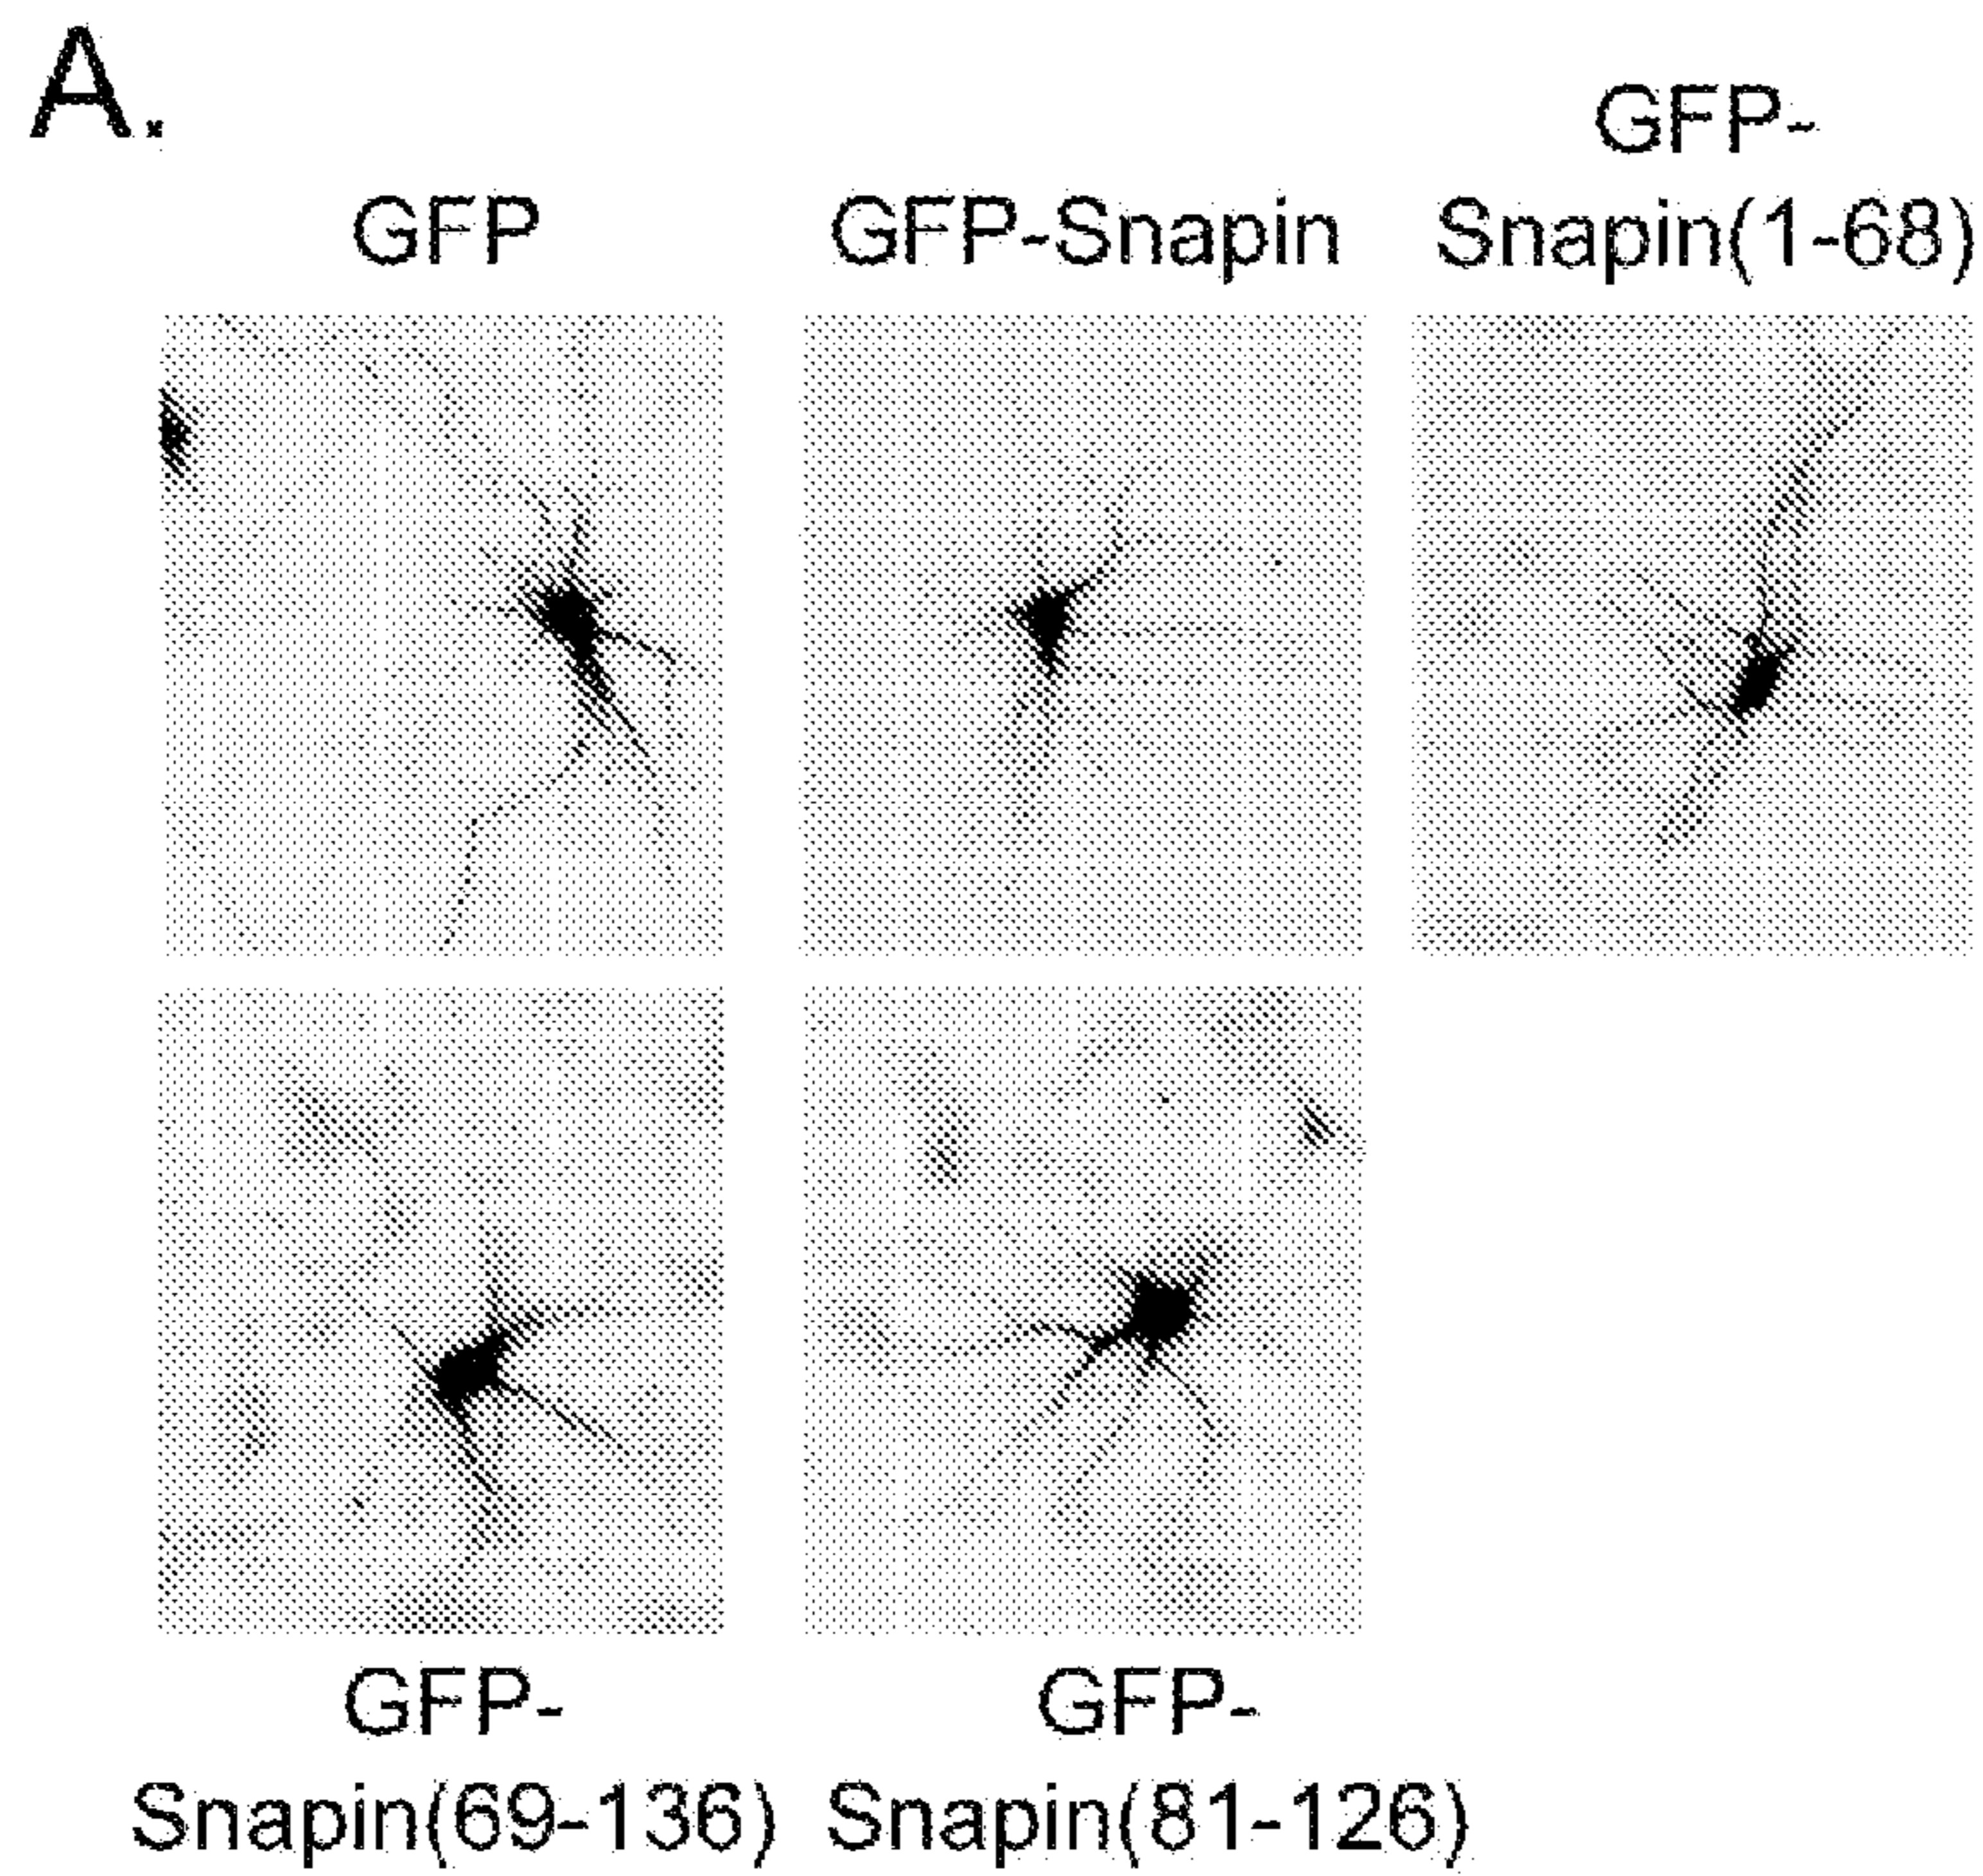 A.
GFP
GFP-Snapin
GFP-
Snapin(1-68)
GFP-
Snapin(69-136)
GFP-
Snapin(81-126)